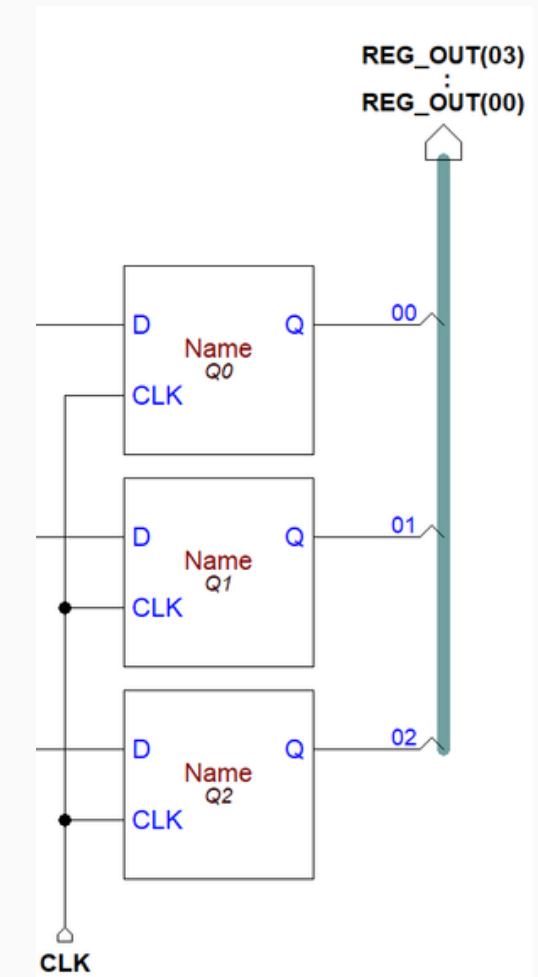 REG_OUT(03)
:
REG_OUT(00)
D
Q
00
Name
Q0
CLK
D
Q
01
Name
Q1
CLK
D
Q
02
Name
Q2
CLK
CLK